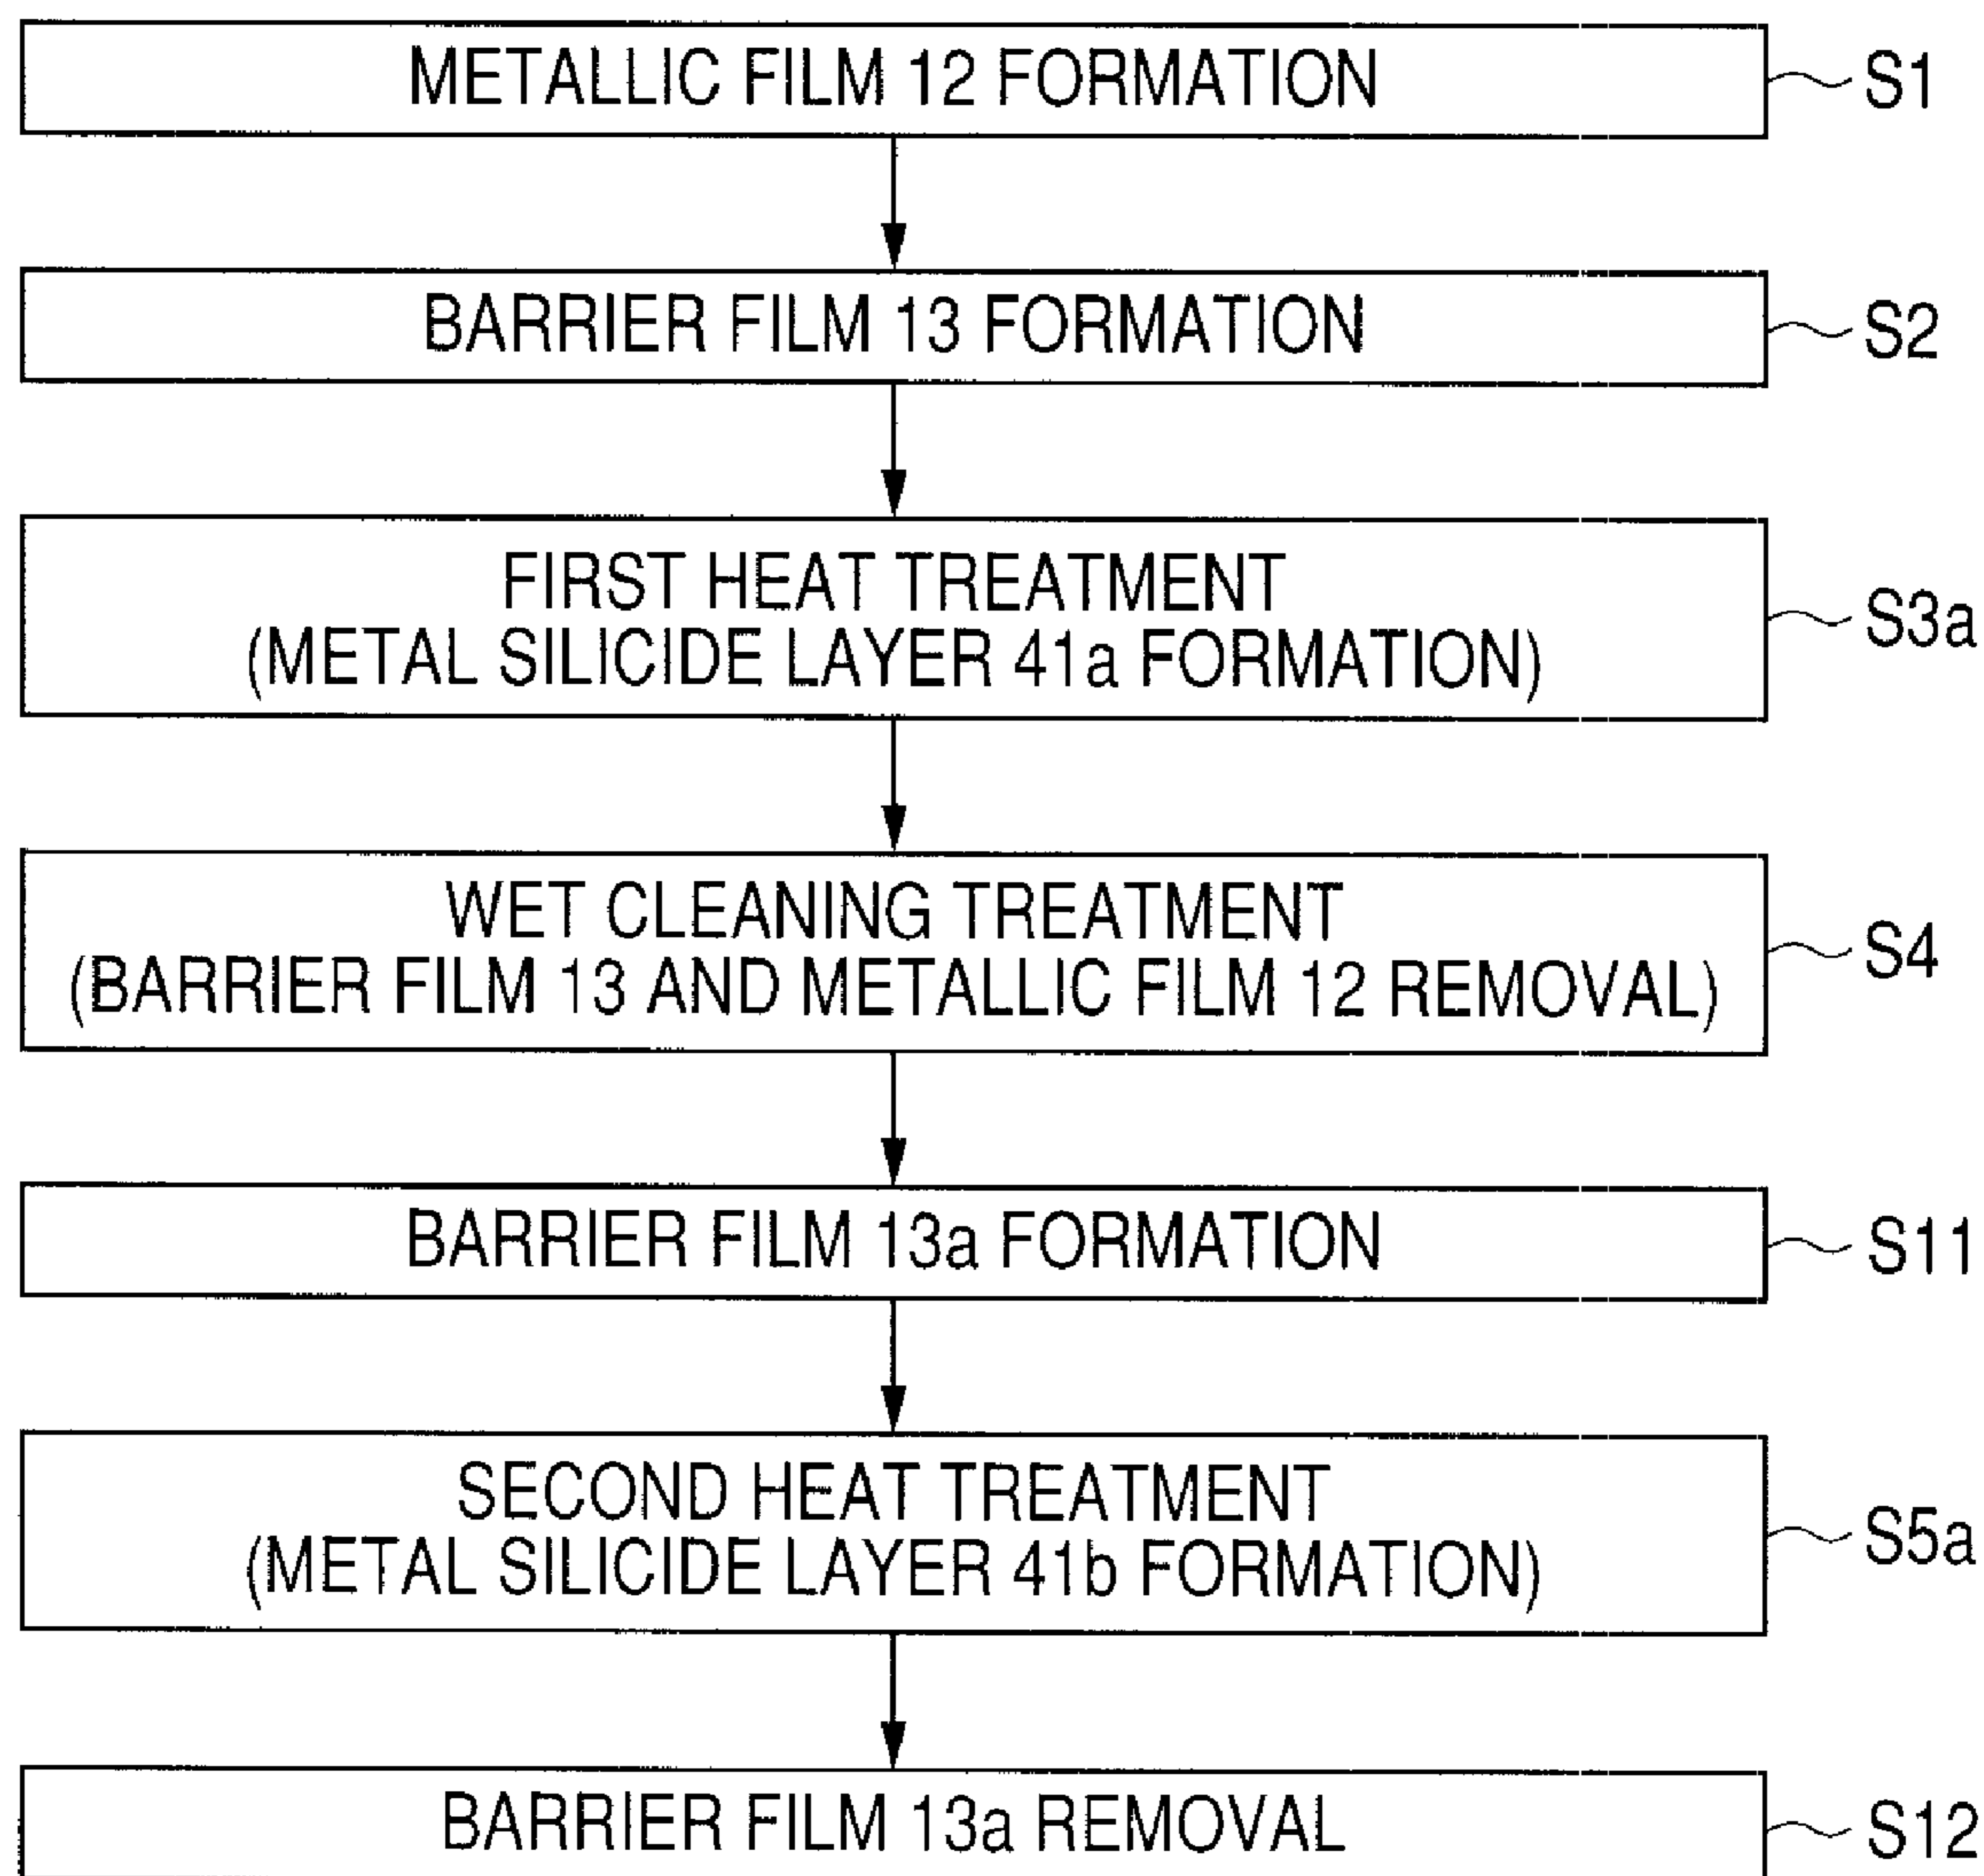 METALLIC FILM 12 FORMATION
S1
BARRIER FILM 13 FORMATION
S2
FIRST HEAT TREATMENT
(METAL SILICIDE LAYER 41a FORMATION)
S3a
WET CLEANING TREATMENT
(BARRIER FILM 13 AND METALLIC FILM 12 REMOVAL)
S4
BARRIER FILM 13a FORMATION
S11
SECOND HEAT TREATMENT
(METAL SILICIDE LAYER 41b FORMATION)
S5a
BARRIER FILM 13a REMOVAL
S12